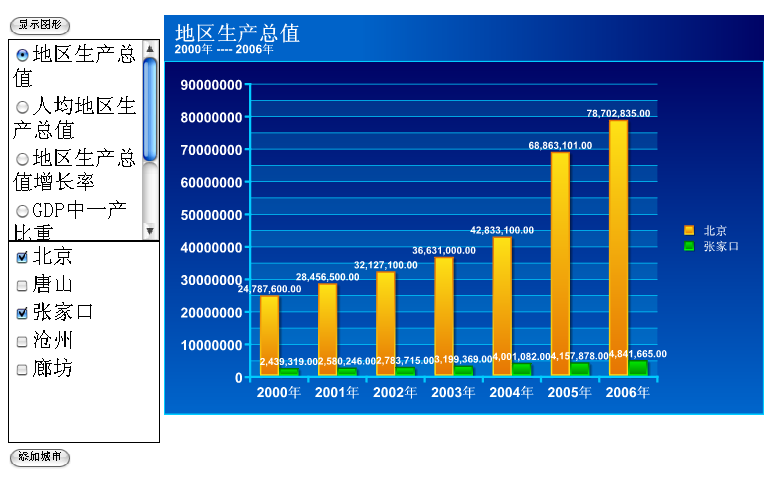 显示图形
地区生产总
值
人均地区生
产总值
地区生产总
值增长率
GDP中一产
比重
北京
唐山
张家口
沧州
廊坊
添加城市
地区生产总值
2000年 ---- 2006年
90000000
80000000
70000000
60000000
50000000
40000000
30000000
20000000
10000000
0
24,787,600.00
28,456,500.00
32,127,100.00
36,631,000.00
42,833,100.00
68,863,101.00
78,702,835.00
2,439,319.00
2,580,246.00
2,783,715.00
3,199,369.00
4,001,082.00
4,157,878.00
4,841,665.00
2000年
2001年
2002年
2003年
2004年
2005年
2006年
北京
张家口